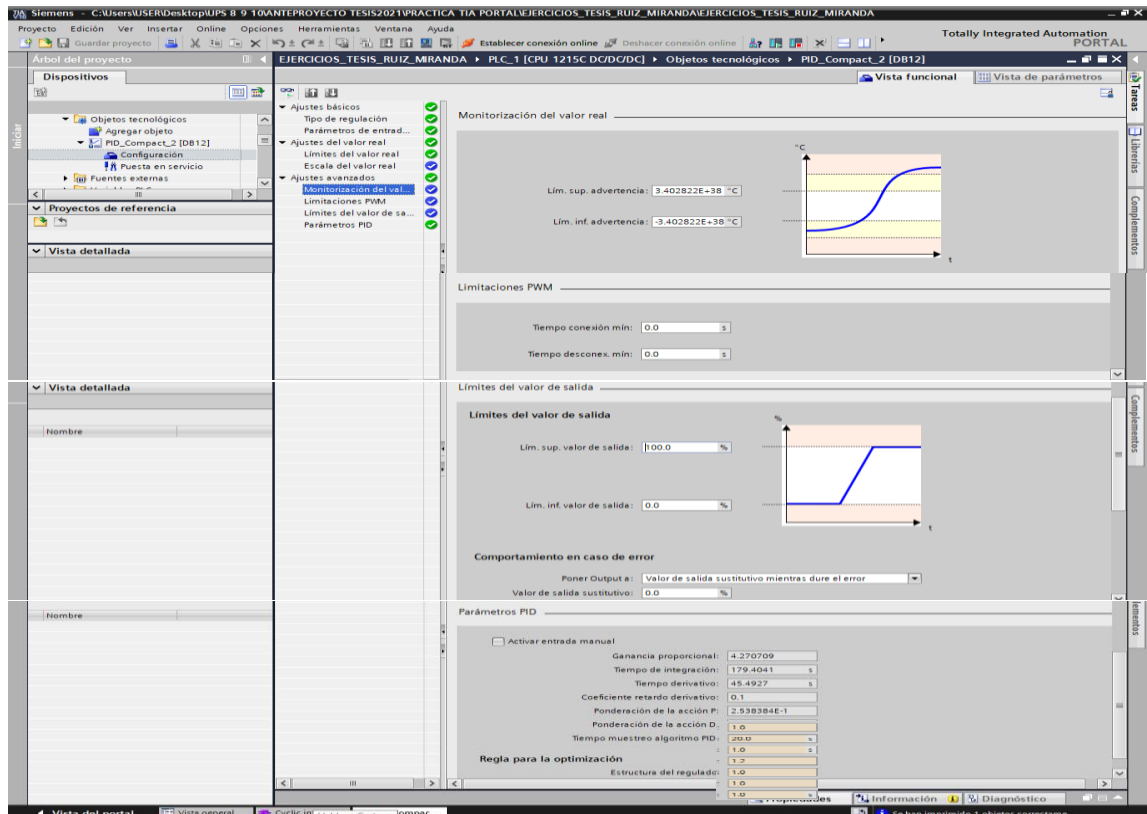 Siemens - C:\Users\USER\Desktop\UPS 8 9 10\ANTEPROYECTO TESIS2021\PRACTICA TIA PORTAL\EJERCICIOS_TESIS_RUIZ_MIRANDA\EJERCICIOS_TESIS_RUIZ_MIRANDA
Proyecto Edición Ver Insertar Online Opciones Herramientas Ventana Ayuda
Totally Integrated Automation
PORTAL
Guardar proyecto
Establecer conexión online
Deshacer conexión online
Árbol del proyecto
EJERCICIOS_TESIS_RUIZ_MIRANDA ▸ PLC_1 [CPU 1215C DC/DC/DC] ▸ Objetos tecnológicos ▸ PID_Compact_2 [DB12]
Dispositivos
Vista funcional
Vista de parámetros
Iniciar
Objetos tecnológicos
Agregar objeto
PID_Compact_2 [DB12]
Configuración
Puesta en servicio
Fuentes externas
Proyectos de referencia
Vista detallada
Ajustes básicos
Tipo de regulación
Parámetros de entrad...
Ajustes del valor real
Límites del valor real
Escala del valor real
Ajustes avanzados
Monitorización del val...
Limitaciones PWM
Límites del valor de sa...
Parámetros PID
Monitorización del valor real
°C
Lím. sup. advertencia: 3.402822E+38 °C
Lím. inf. advertencia: -3.402822E+38 °C
t
Tareas
Librerías
Complementos
Limitaciones PWM
Tiempo conexión mín: 0.0 s
Tiempo desconex. mín: 0.0 s
Vista detallada
Nombre
Límites del valor de salida
Límites del valor de salida
%
Lím. sup. valor de salida: 100.0 %
Lím. inf. valor de salida: 0.0 %
t
Complementos
Comportamiento en caso de error
Poner Output a: Valor de salida sustitutivo mientras dure el error
Valor de salida sustitutivo: 0.0 %
Nombre
Parámetros PID
lementos
Activar entrada manual
Ganancia proporcional: 4.270709
Tiempo de integración: 179.4041 s
Tiempo derivativo: 45.4927 s
Coeficiente retardo derivativo: 0.1
Ponderación de la acción P: 2.538384E-1
Ponderación de la acción D: 1.0
Tiempo muestreo algoritmo PID: 20.0 s
: 1.0 s
Regla para la optimización : 1.2
Estructura del regulado: 1.0
: 1.0
: 1.0 s
Información
Diagnóstico
Vista del portal
Vista general